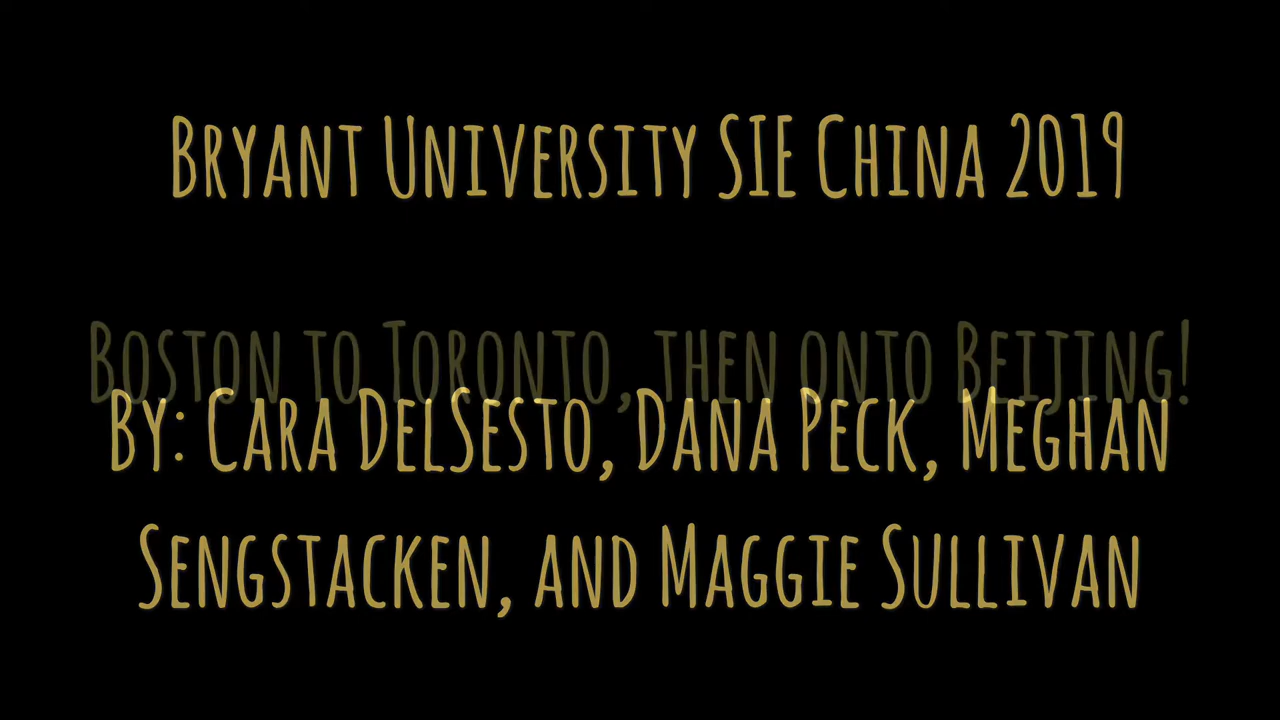 Bryant University SIE China 2019
Boston to Toronto, then onto Beijing!
By: Cara DelSesto, Dana Peck, Meghan
Sengstacken, and Maggie Sullivan